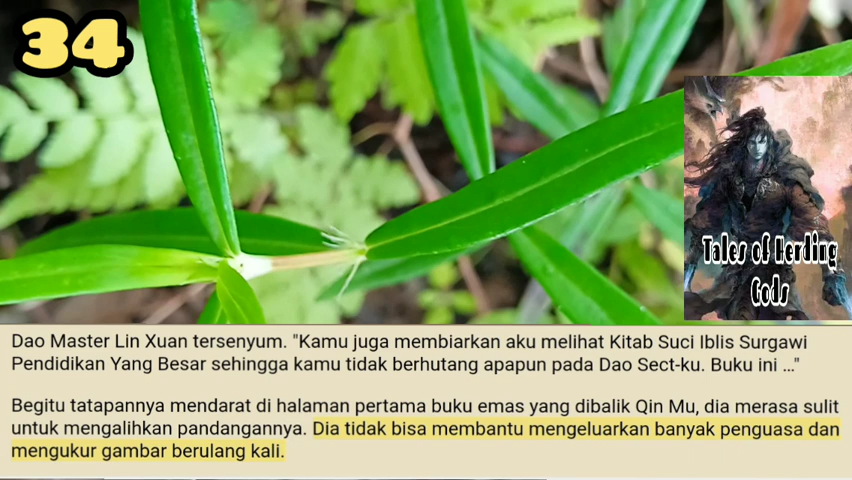 34
Tales of Herding
Gods
Dao Master Lin Xuan tersenyum. "Kamu juga membiarkan aku melihat Kitab Suci Iblis Surgawi
Pendidikan Yang Besar sehingga kamu tidak berhutang apapun pada Dao Sect-ku. Buku ini ..."
Begitu tatapannya mendarat di halaman pertama buku emas yang dibalik Qin Mu, dia merasa sulit
untuk mengalihkan pandangannya. Dia tidak bisa membantu mengeluarkan banyak penguasa dan
mengukur gambar berulang kali.